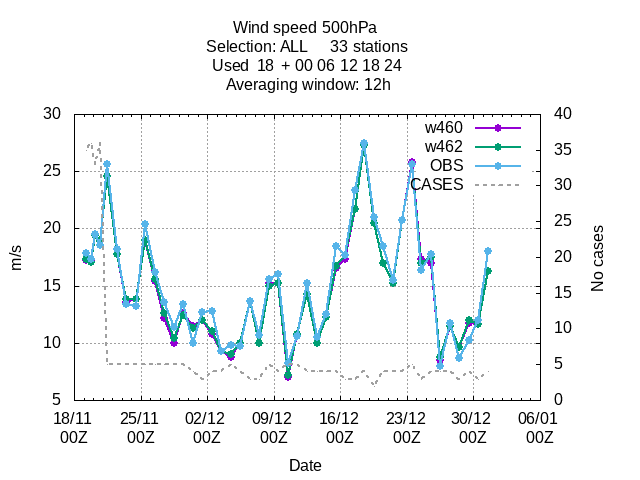 Wind speed 500hPa
Selection: ALL 33 stations
Used 18 + 00 06 12 18 24
Averaging window: 12h
30 40
w460
35
w462
25 OBS
30
CASES
25
20
20
15
15
10
10
5
5 0
m/s
No cases
18/11 25/11 02/12 09/12 16/12 23/12 30/12 06/01
00Z 00Z 00Z 00Z 00Z 00Z 00Z 00Z
Date